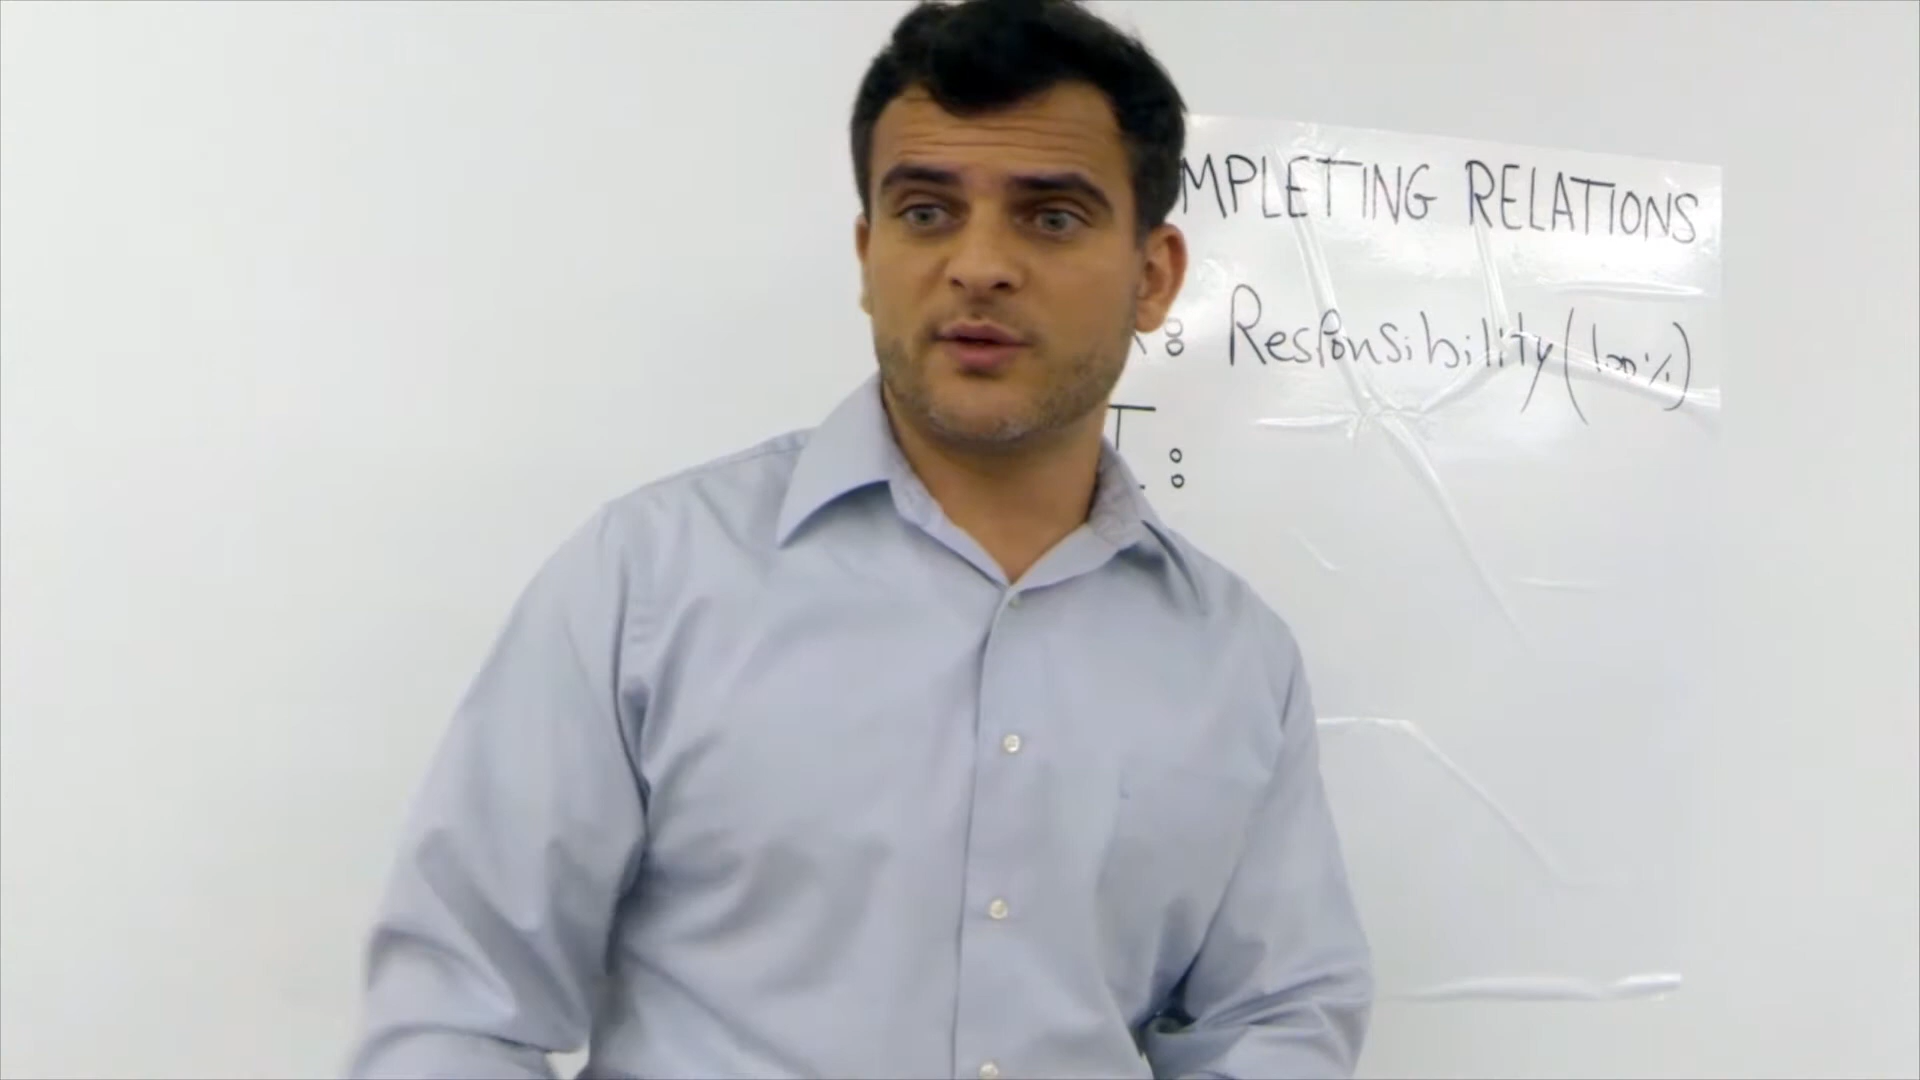 MPLETING RELATIONS
: Responsibility (100%)
I :